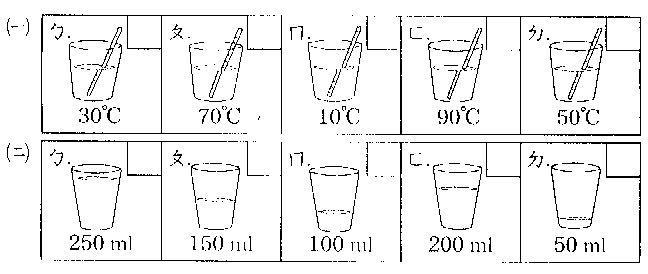 (一) ㄅ. ㄆ. ㄇ. ㄈ. ㄉ.
30℃ 70℃ 10℃ 90℃ 50℃
(二) ㄅ. ㄆ. ㄇ. ㄈ. ㄉ.
250 ml 150 ml 100 ml 200 ml 50 ml